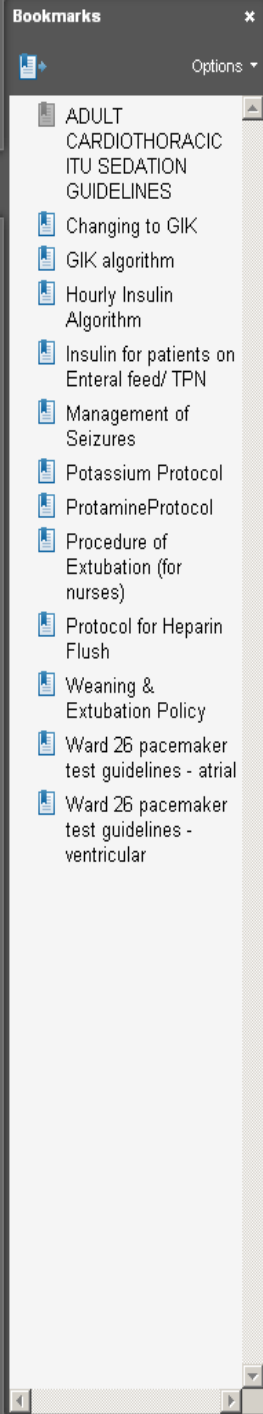 Bookmarks
Options
ADULT
CARDIOTHORACIC
ITU SEDATION
GUIDELINES
Changing to GIK
GIK algorithm
Hourly Insulin
Algorithm
Insulin for patients on
Enteral feed/ TPN
Management of
Seizures
Potassium Protocol
ProtamineProtocol
Procedure of
Extubation (for
nurses)
Protocol for Heparin
Flush
Weaning &
Extubation Policy
Ward 26 pacemaker
test guidelines - atrial
Ward 26 pacemaker
test guidelines -
ventricular